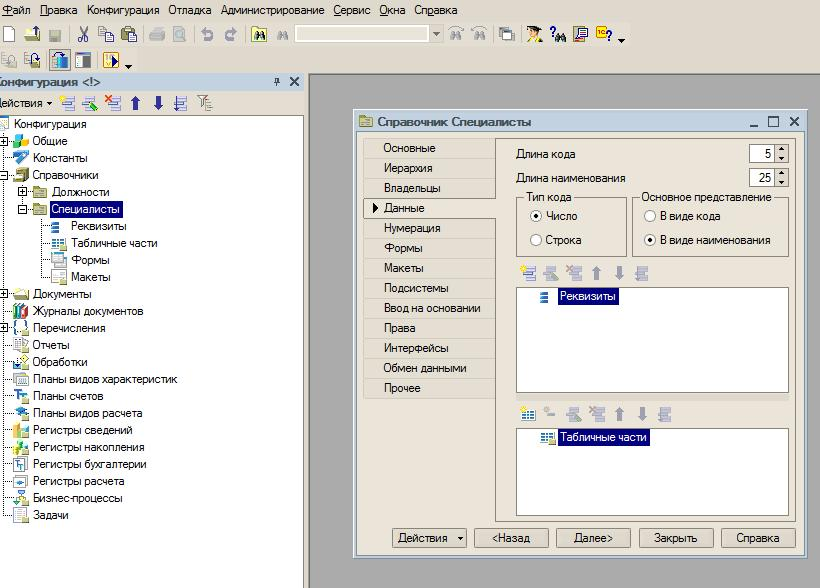 Файл Правка Конфигурация Отладка Администрирование Сервис Окна Справка
Конфигурация <!>
Действия
Конфигурация
Общие
Константы
Справочники
Должности
Специалисты
Реквизиты
Табличные части
Формы
Макеты
Документы
Журналы документов
Перечисления
Отчеты
Обработки
Планы видов характеристик
Планы счетов
Планы видов расчета
Регистры сведений
Регистры накопления
Регистры бухгалтерии
Регистры расчета
Бизнес-процессы
Задачи
Справочник Специалисты
Основные
Иерархия
Владельцы
Данные
Нумерация
Формы
Макеты
Подсистемы
Ввод на основании
Права
Интерфейсы
Обмен данными
Прочее
Длина кода 5
Длина наименования 25
Тип кода
Число
Строка
Основное представление
В виде кода
В виде наименования
Реквизиты
Табличные части
Действия <Назад Далее> Закрыть Справка